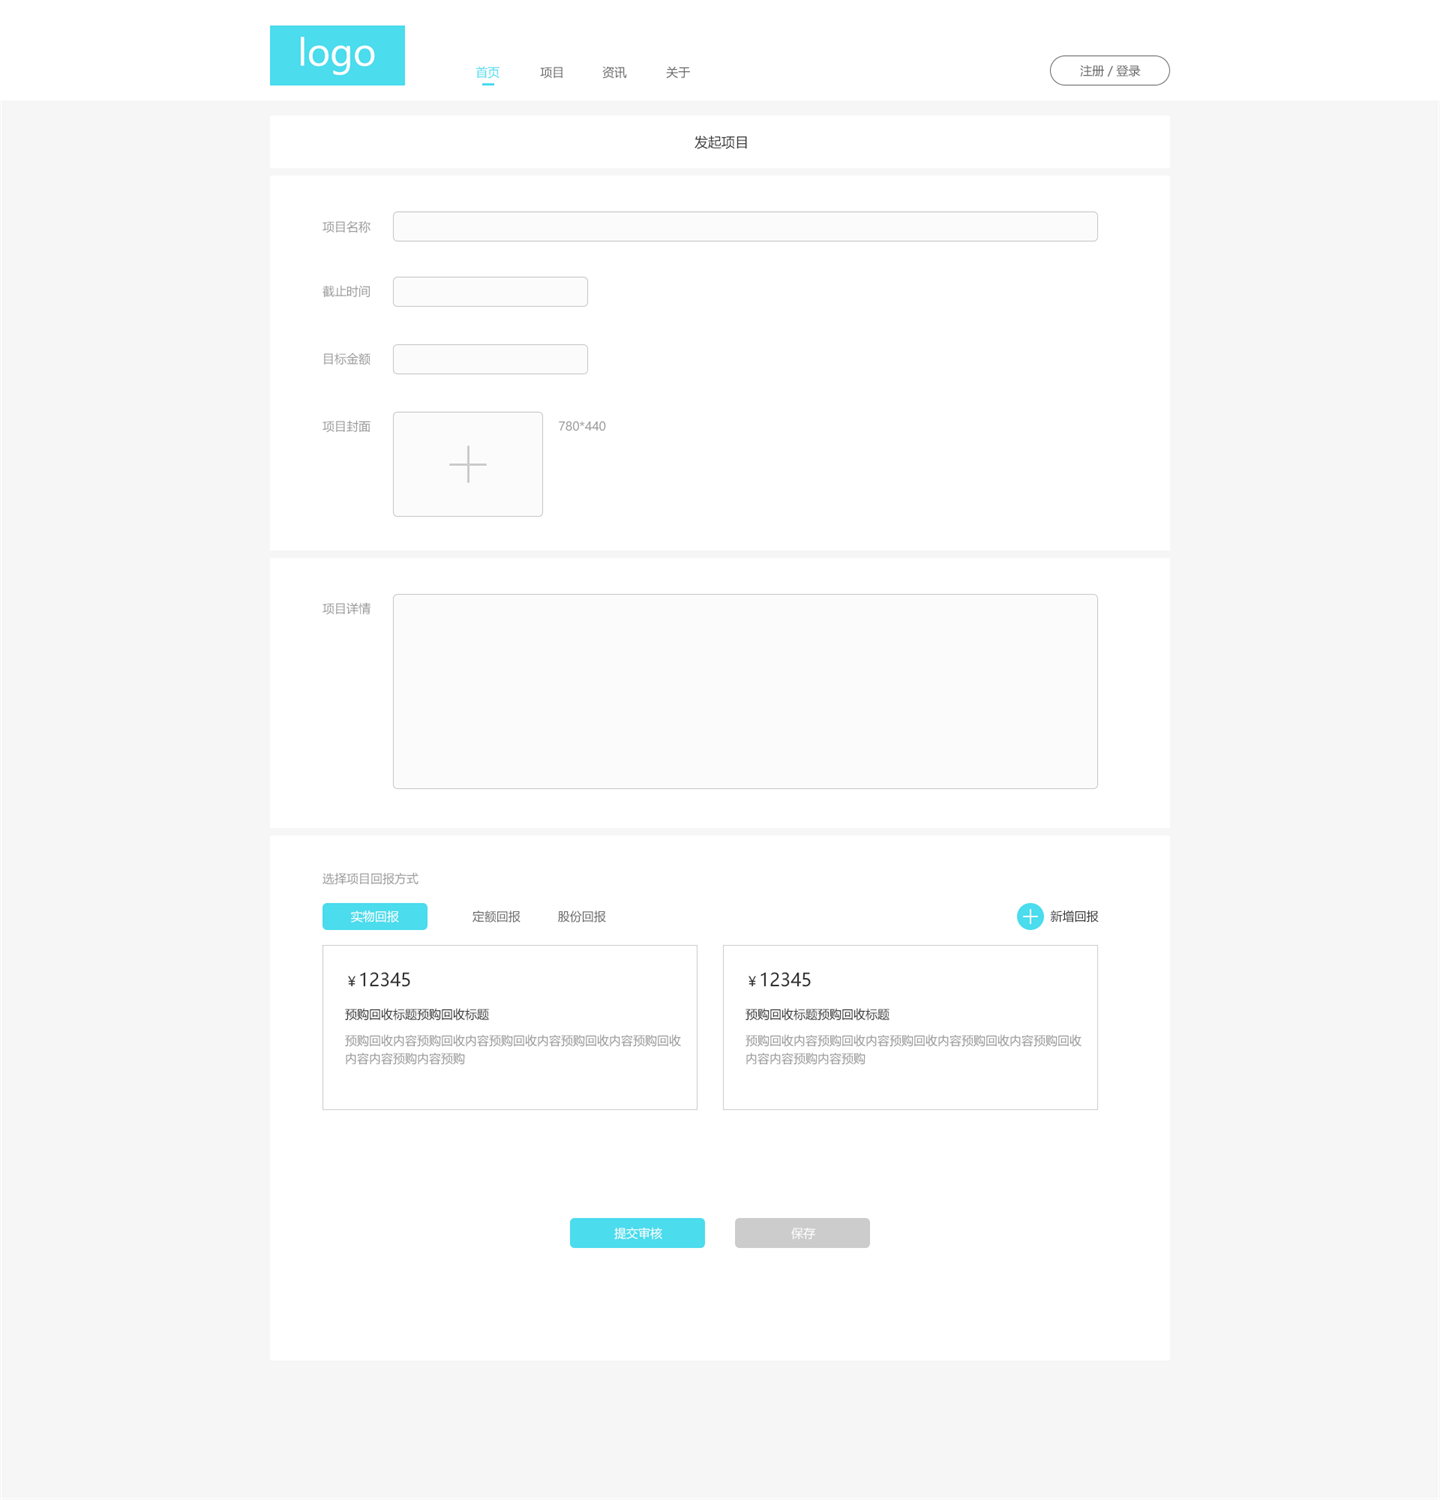 logo
首页 项目 资讯 关于 注册 / 登录
发起项目
项目名称
截止时间
目标金额
项目封面 780*440
项目详情
选择项目回报方式
实物回报 定额回报 股份回报 新增回报
¥12345
预购回收标题预购回收标题
预购回收内容预购回收内容预购回收内容预购回收内容预购回收
内容内容预购内容预购
¥12345
预购回收标题预购回收标题
预购回收内容预购回收内容预购回收内容预购回收内容预购回收
内容内容预购内容预购
提交审核 保存